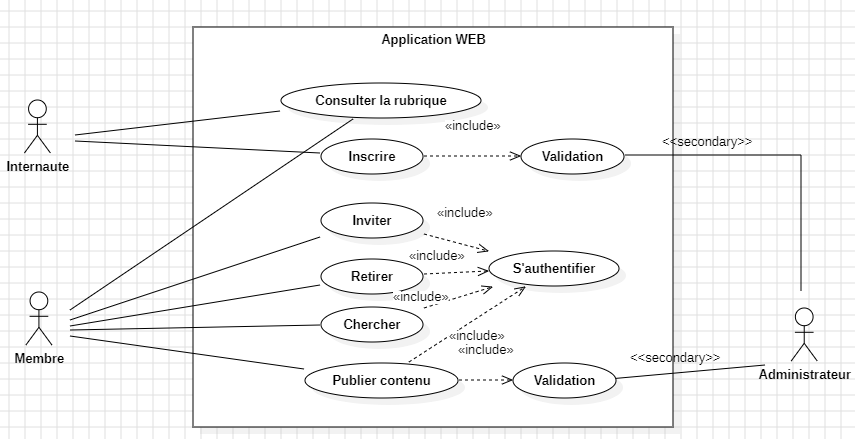 Application WEB
Consulter la rubrique
«include»
Inscrire
Validation
<<secondary>>
Internaute
Inviter
«include»
«include»
S'authentifier
Retirer
«include»
Chercher
«include»
«include»
Membre
Publier contenu
Validation
<<secondary>>
Administrateur